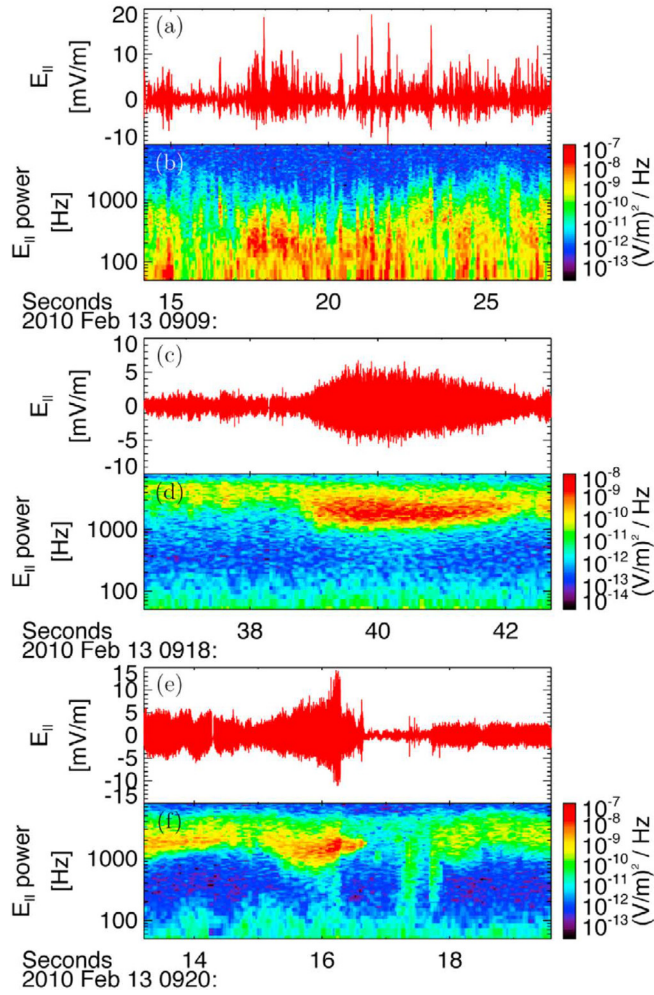 (a)
20
10
0
-10
E|| [mV/m]
(b)
1000
100
E|| power [Hz]
10⁻⁷
10⁻⁸
10⁻⁹
10⁻¹⁰
10⁻¹¹
10⁻¹²
10⁻¹³
(V/m)² / Hz
15 20 25
Seconds
2010 Feb 13 0909:
(c)
10
5
0
-5
-10
E|| [mV/m]
(d)
1000
100
E|| power [Hz]
10⁻⁸
10⁻⁹
10⁻¹⁰
10⁻¹¹
10⁻¹²
10⁻¹³
10⁻¹⁴
(V/m)² / Hz
38 40 42
Seconds
2010 Feb 13 0918:
(e)
15
10
5
0
-5
-10
-15
E|| [mV/m]
(f)
1000
100
E|| power [Hz]
10⁻⁷
10⁻⁸
10⁻⁹
10⁻¹⁰
10⁻¹¹
10⁻¹²
10⁻¹³
(V/m)² / Hz
14 16 18
Seconds
2010 Feb 13 0920: